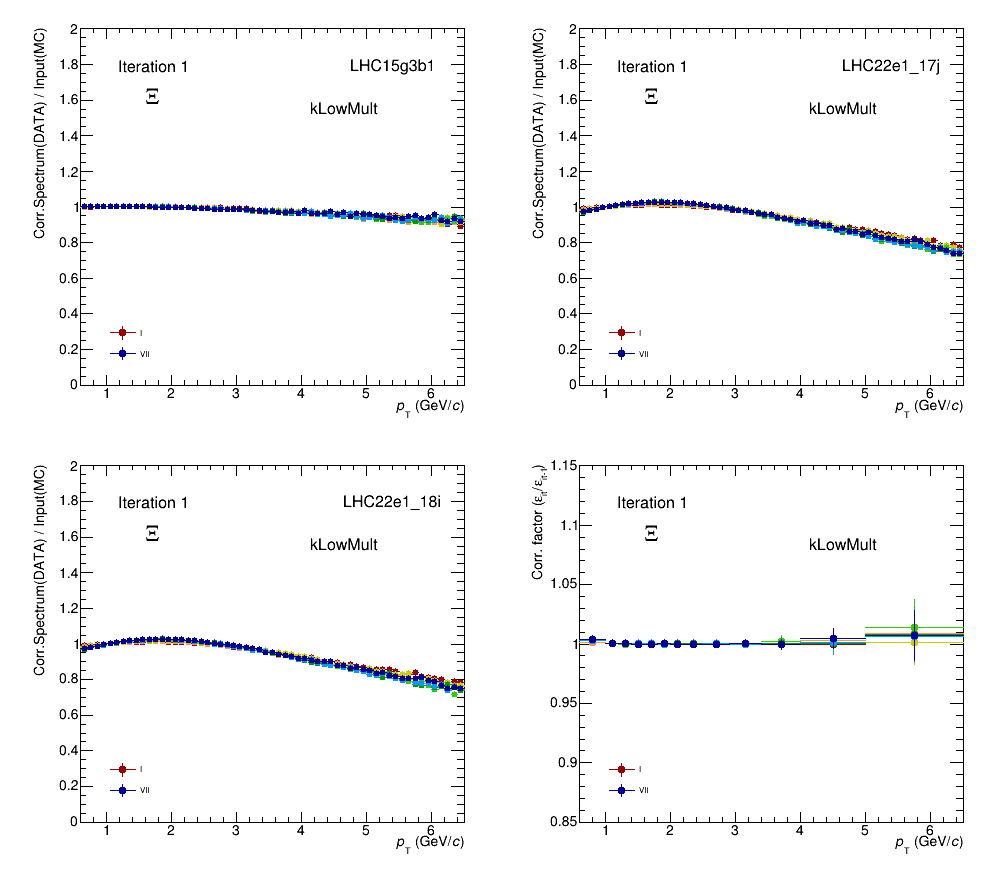 Corr.Spectrum(DATA) / Input(MC)
2
1.8
1.6
1.4
1.2
1
0.8
0.6
0.4
0.2
0
Iteration 1
LHC15g3b1
Ξ
kLowMult
I
VII
1 2 3 4 5 6
p_T (GeV/c)
Corr.Spectrum(DATA) / Input(MC)
2
1.8
1.6
1.4
1.2
1
0.8
0.6
0.4
0.2
0
Iteration 1
LHC22e1_17j
Ξ
kLowMult
I
VII
1 2 3 4 5 6
p_T (GeV/c)
Corr.Spectrum(DATA) / Input(MC)
2
1.8
1.6
1.4
1.2
1
0.8
0.6
0.4
0.2
0
Iteration 1
LHC22e1_18i
Ξ
kLowMult
I
VII
1 2 3 4 5 6
p_T (GeV/c)
Corr. factor (ε_it/ε_it-1)
1.15
1.1
1.05
1
0.95
0.9
0.85
Iteration 1
Ξ
kLowMult
I
VII
1 2 3 4 5 6
p_T (GeV/c)